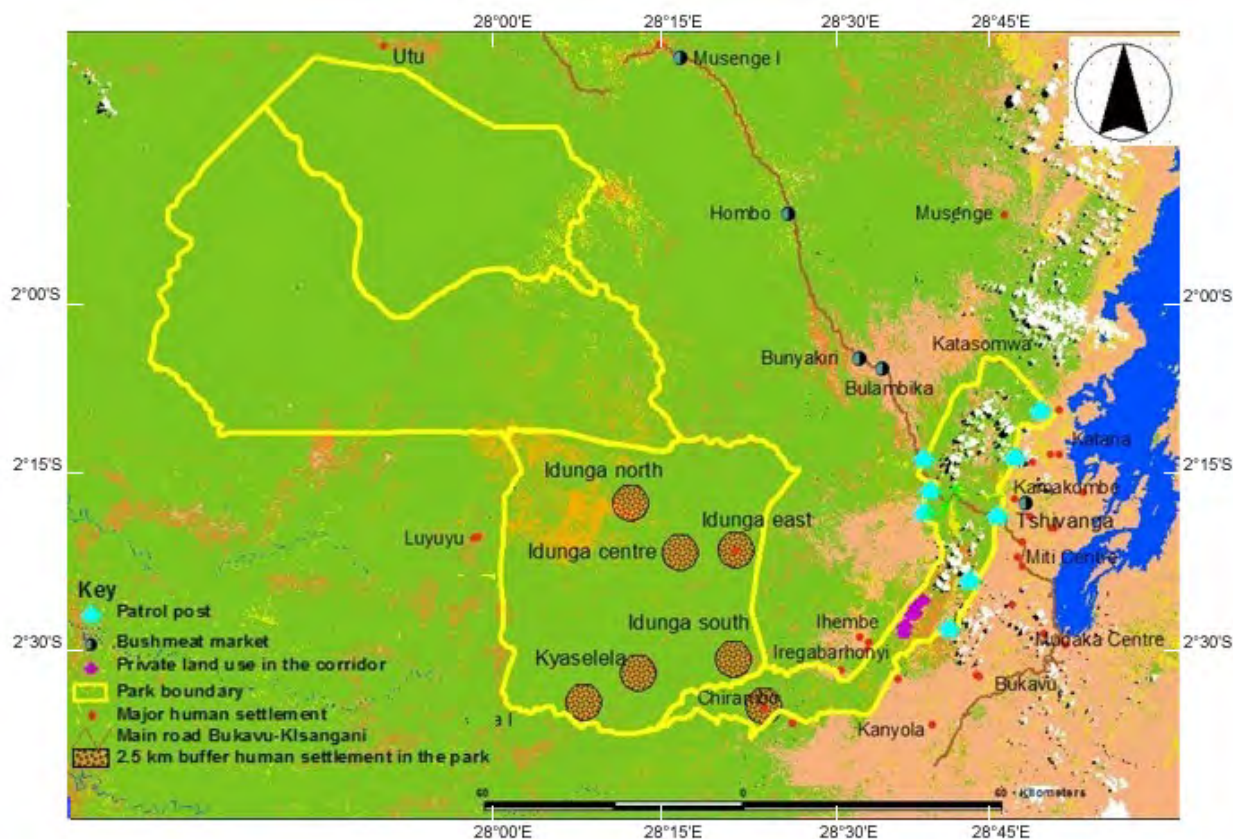 28°00'E
28°15'E
28°30'E
28°45'E
Utu
Musenge I
Hombo
Musenge
2°00'S
2°00'S
Katasomwa
Bunyakiri
Bulambika
Katana
2°15'S
2°15'S
Idunga north
Kamakombe
Idunga east
Tshivanga
Luyuyu
Idunga centre
Miti Centre
Key
Patrol post
Ihembe
Idunga south
Bushmeat market
Mudaka Centre
2°30'S
Iregabarhonyi
2°30'S
Kyaselela
Private land use in the corridor
Bukavu
Park boundary
Chirambo
Major human settlement
Kanyola
Main road Bukavu-KIsangani
2.5 km buffer human settlement in the park
60
0
60
Kilometers
28°00'E
28°15'E
28°30'E
28°45'E